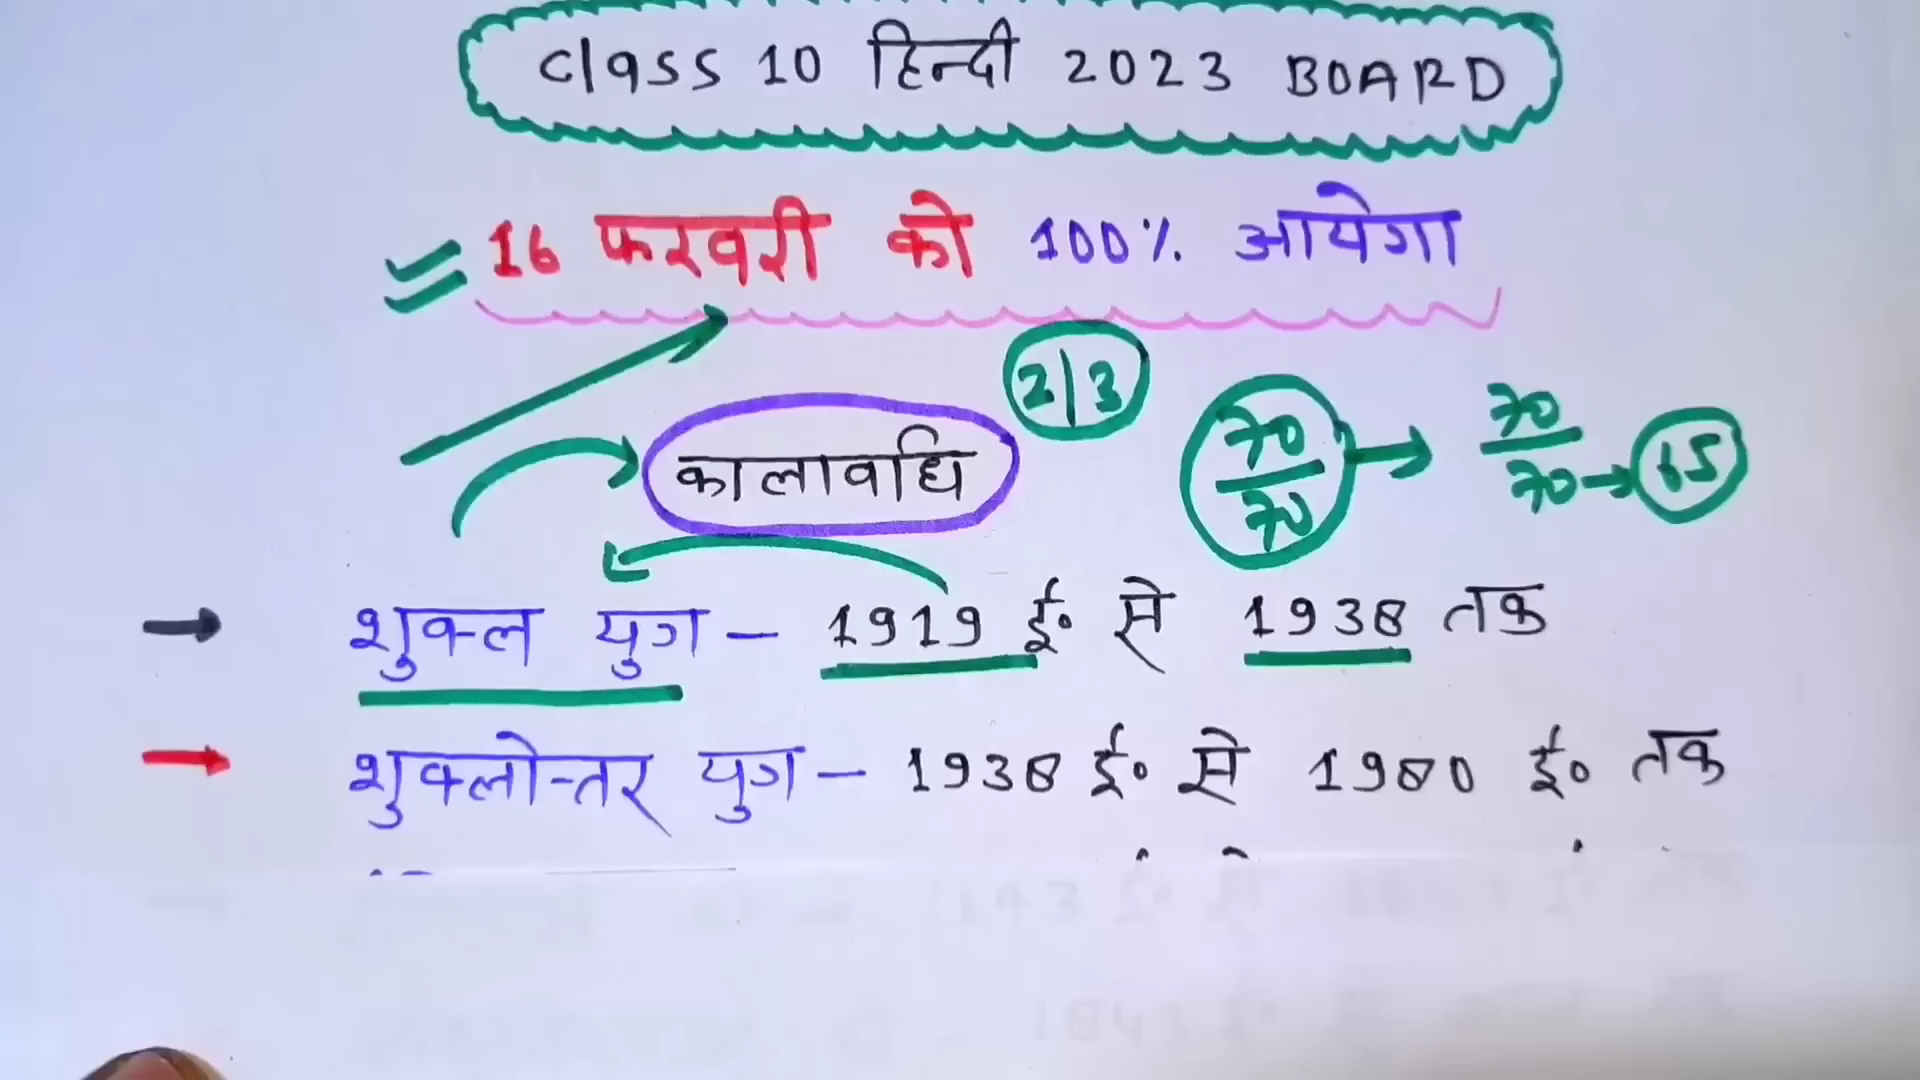 Class 10 हिन्दी 2023 BOARD
16 फरवरी को 100% आयेगा
2|3
कालावधि
70/70 → 70/70 → 65
→ शुक्ल युग – 1919 ई० से 1938 तक
→ शुक्लोत्तर युग – 1938 ई० से 1980 ई० तक